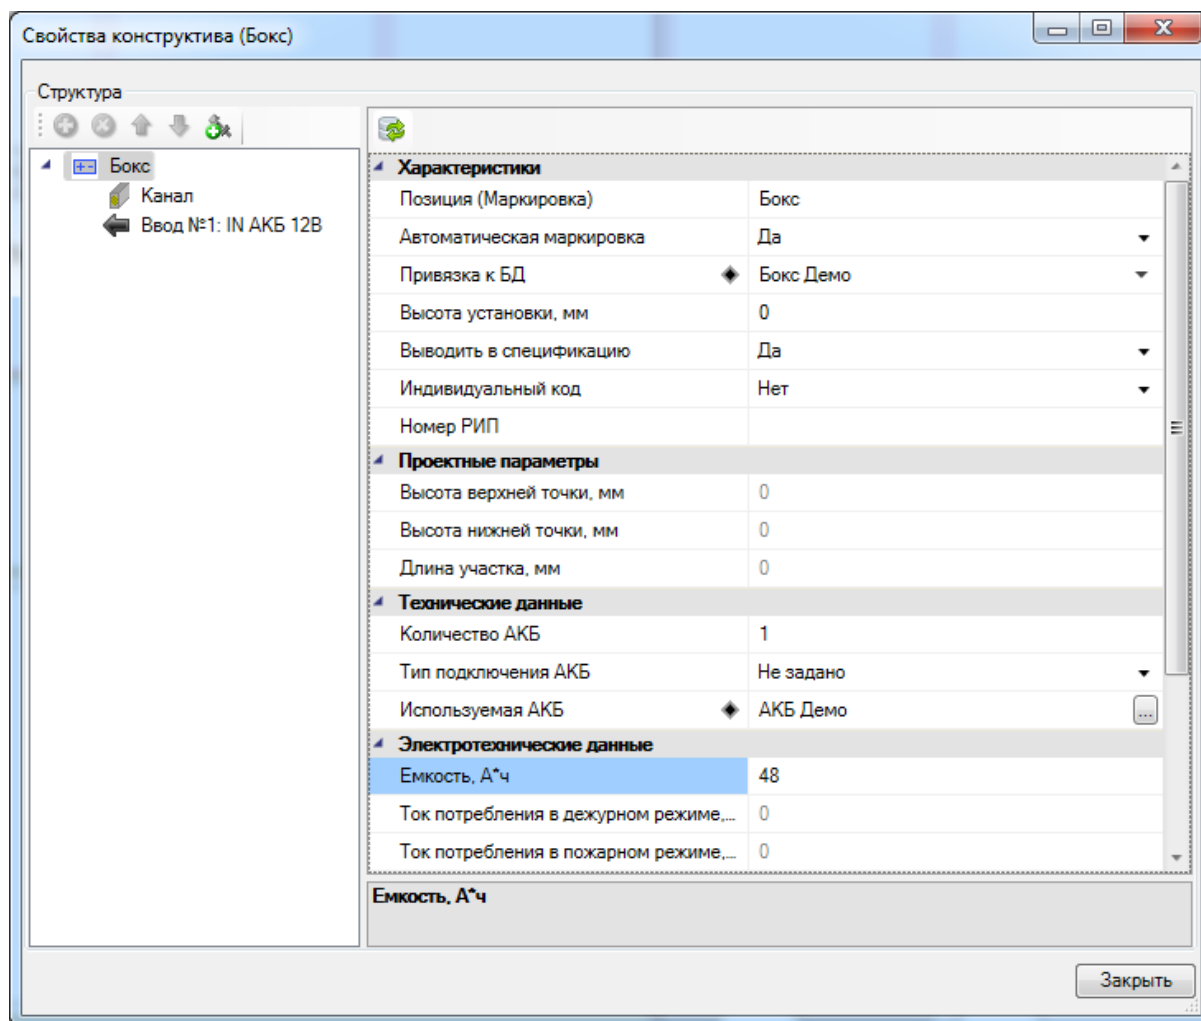 Свойства конструктива (Бокс)
Структура
Бокс
Канал
Ввод №1: IN АКБ 12В
Характеристики
Позиция (Маркировка) Бокс
Автоматическая маркировка Да
Привязка к БД Бокс Демо
Высота установки, мм 0
Выводить в спецификацию Да
Индивидуальный код Нет
Номер РИП
Проектные параметры
Высота верхней точки, мм 0
Высота нижней точки, мм 0
Длина участка, мм 0
Технические данные
Количество АКБ 1
Тип подключения АКБ Не задано
Используемая АКБ АКБ Демо ...
Электротехнические данные
Емкость, А*ч 48
Ток потребления в дежурном режиме,... 0
Ток потребления в пожарном режиме,... 0
Емкость, А*ч
Закрыть